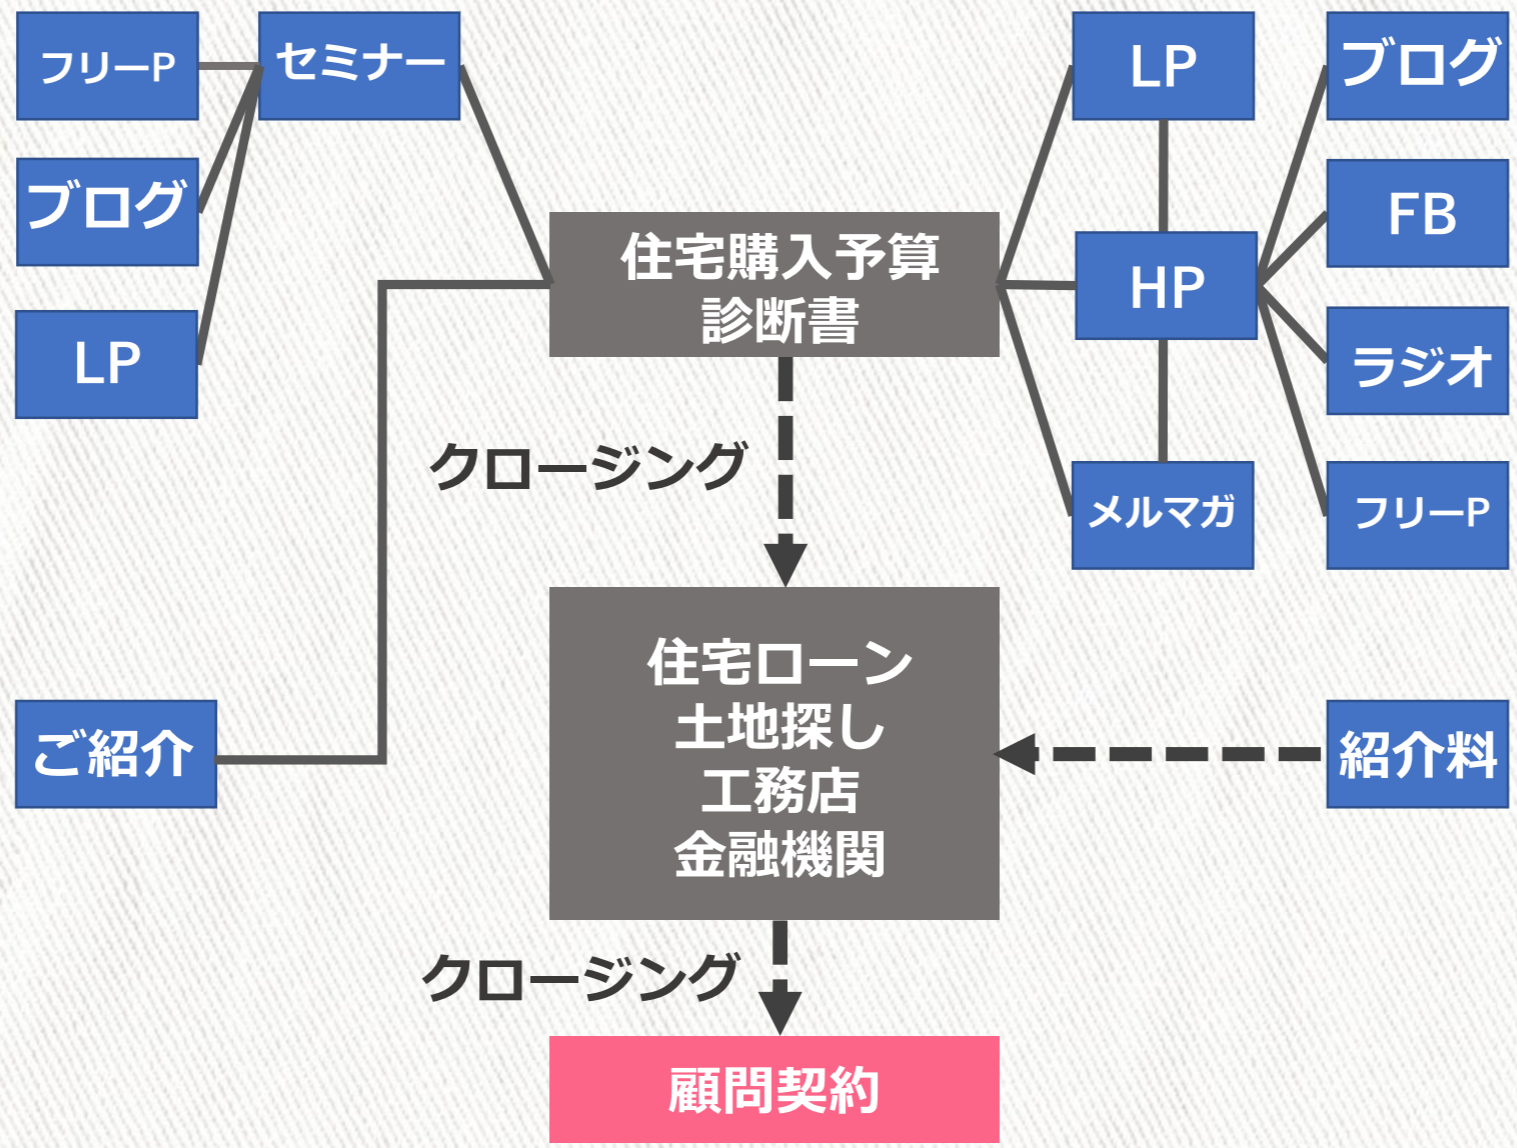 フリーP
セミナー
LP
ブログ
ブログ
FB
住宅購入予算
診断書
HP
LP
ラジオ
クロージング
メルマガ
フリーP
住宅ローン
土地探し
工務店
金融機関
ご紹介
紹介料
クロージング
顧問契約